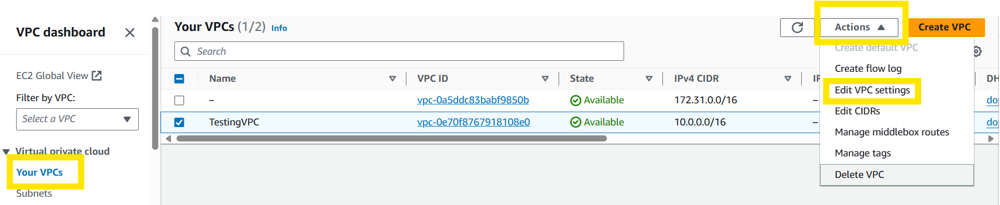 VPC dashboard
EC2 Global View
Filter by VPC:
Select a VPC
Virtual private cloud
Your VPCs
Subnets
Your VPCs (1/2) Info
Actions
Create VPC
Search
Name VPC ID State IPv4 CIDR IP DH
– vpc-0a5ddc83babf9850b Available 172.31.0.0/16 – do
TestingVPC vpc-0e70f8767918108e0 Available 10.0.0.0/16 – do
Create default VPC
Create flow log
Edit VPC settings
Edit CIDRs
Manage middlebox routes
Manage tags
Delete VPC